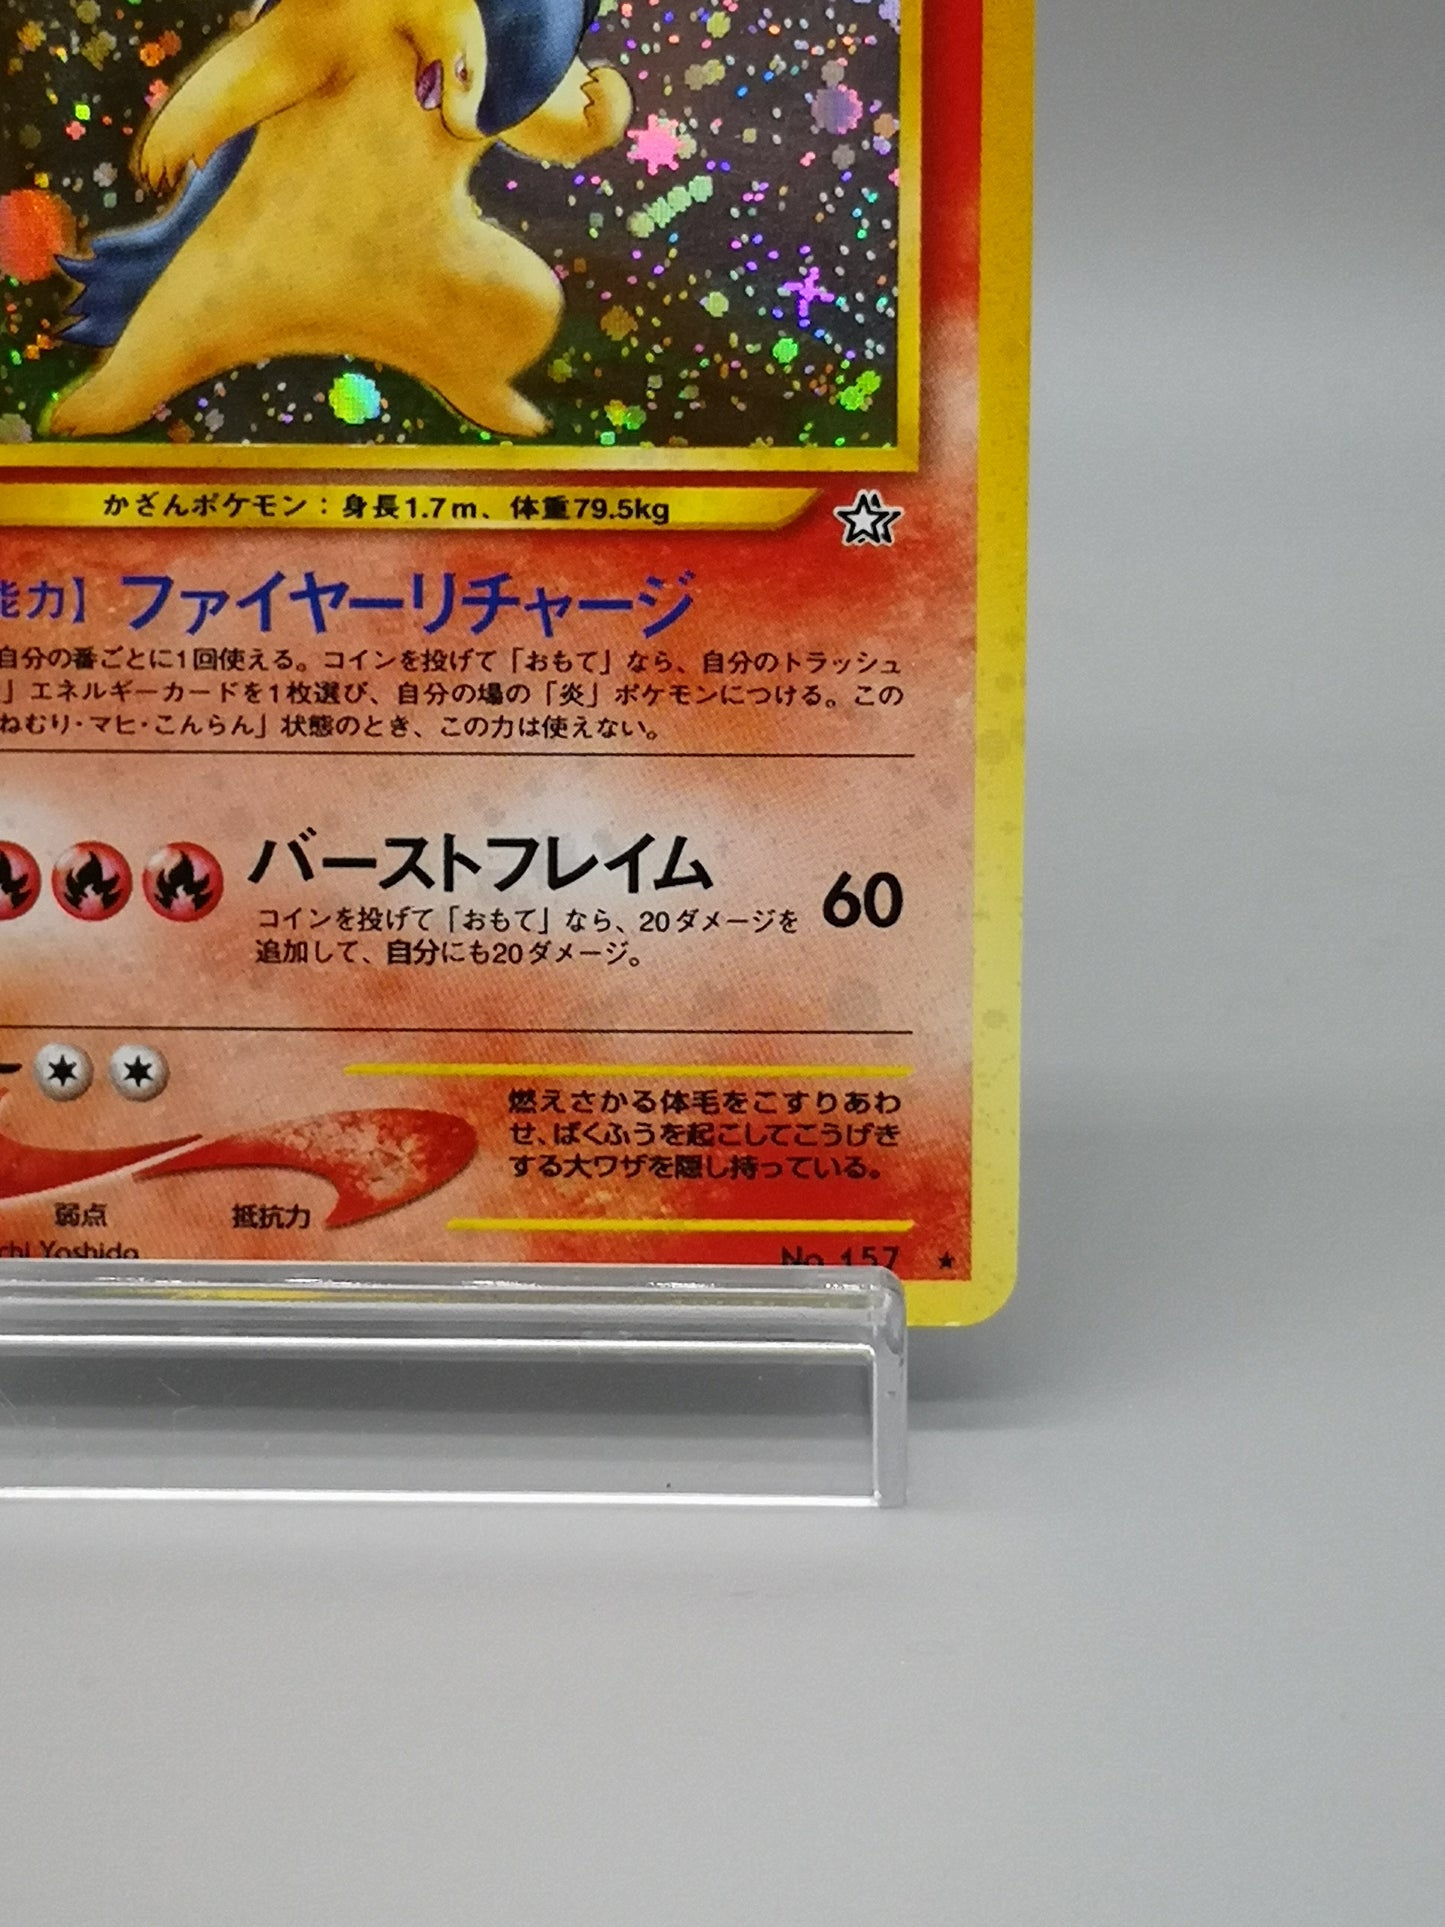 かざんポケモン：身長1.7m、体重79.5kg
能力】ファイヤーリチャージ
自分の番ごとに1回使える。コインを投げて「おもて」なら、自分のトラッシュ
」エネルギーカードを1枚選び、自分の場の「炎」ポケモンにつける。この
ねむり・マヒ・こんらん」状態のとき、この力は使えない。
バーストフレイム
60
コインを投げて「おもて」なら、20ダメージを
追加して、自分にも20ダメージ。
燃えさかる体毛をこすりあわ
せ、ばくふうを起こしてこうげき
する大ワザを隠し持っている。
弱点 抵抗力
chi Yoshida
No. 157 ★